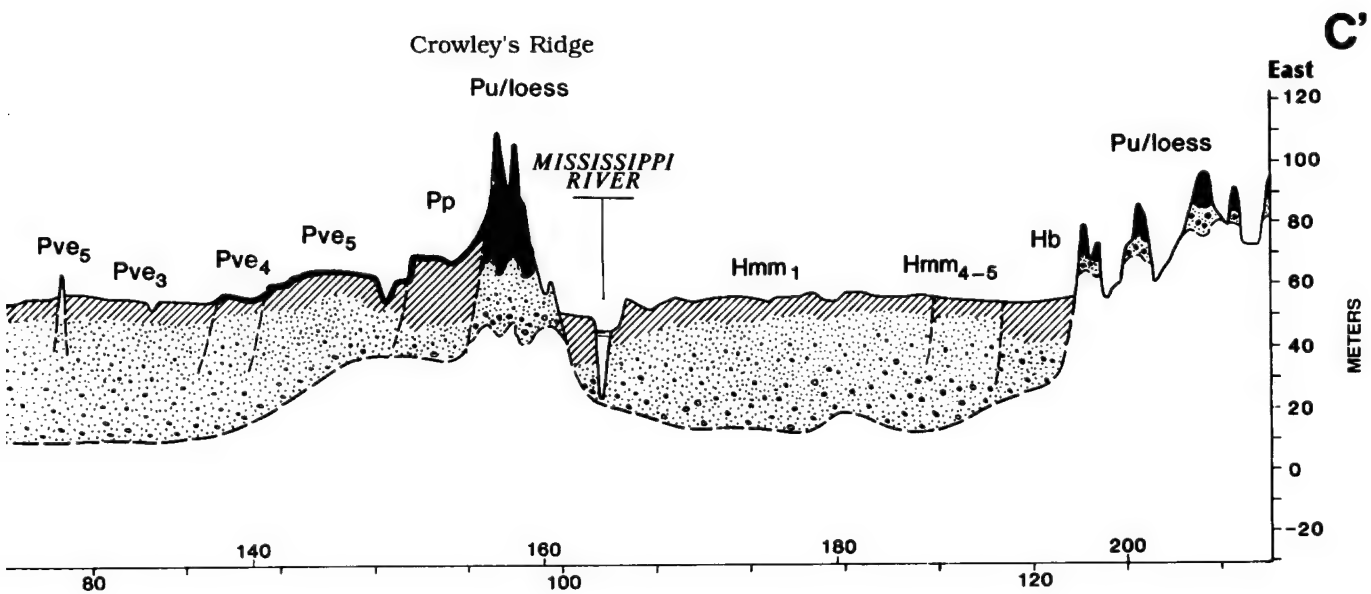 C'
Crowley's Ridge
East
Pu/loess
120
Pu/loess
MISSISSIPPI
RIVER
100
Pp
80
Pve5
Pve3
Pve4
Pve5
Hmm1
Hmm4–5
Hb
60
40
METERS
20
0
-20
140
160
180
200
80
100
120